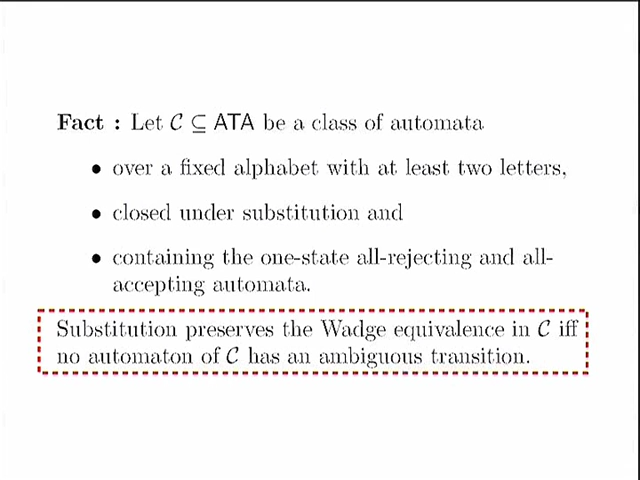 Fact : Let 𝒞 ⊆ ATA be a class of automata
• over a fixed alphabet with at least two letters,
• closed under substitution and
• containing the one-state all-rejecting and all-
accepting automata.
Substitution preserves the Wadge equivalence in 𝒞 iff
no automaton of 𝒞 has an ambiguous transition.